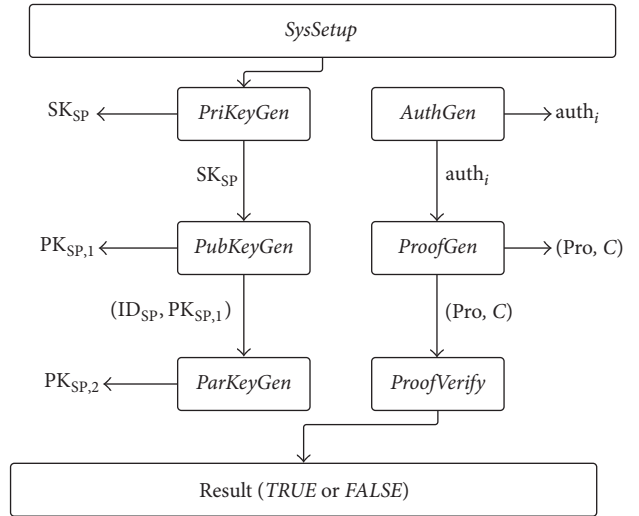 SysSetup
SK_SP PriKeyGen AuthGen auth_i
SK_SP auth_i
PK_SP,1 PubKeyGen ProofGen (Pro, C)
(ID_SP, PK_SP,1) (Pro, C)
PK_SP,2 ParKeyGen ProofVerify
Result (TRUE or FALSE)